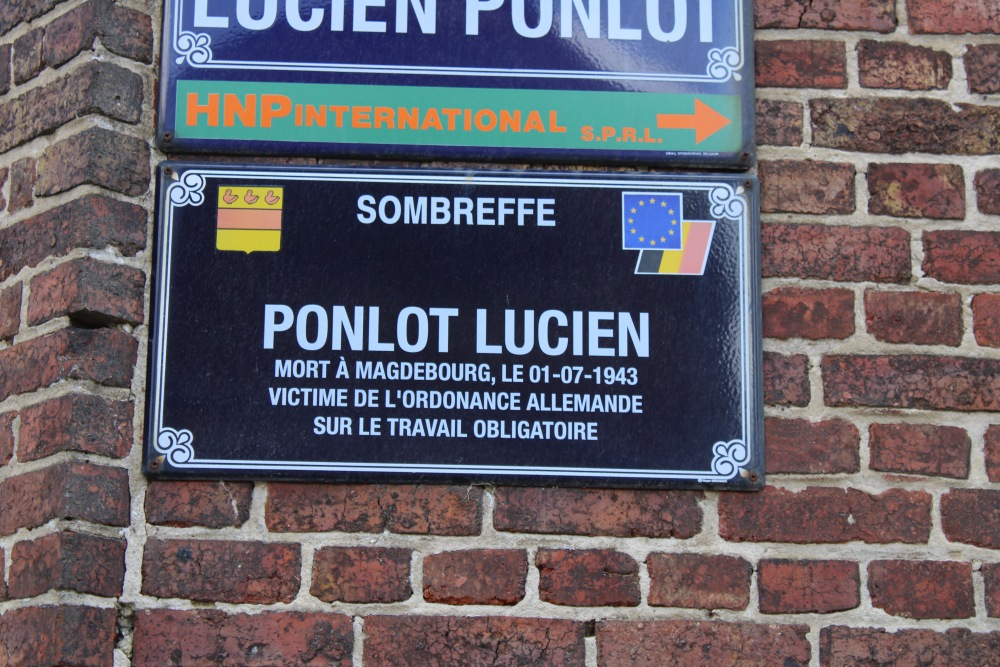 LUCIEN PONLOT
HNP INTERNATIONAL S.P.R.L.
SOMBREFFE
PONLOT LUCIEN
MORT À MAGDEBOURG, LE 01-07-1943
VICTIME DE L'ORDONANCE ALLEMANDE
SUR LE TRAVAIL OBLIGATOIRE